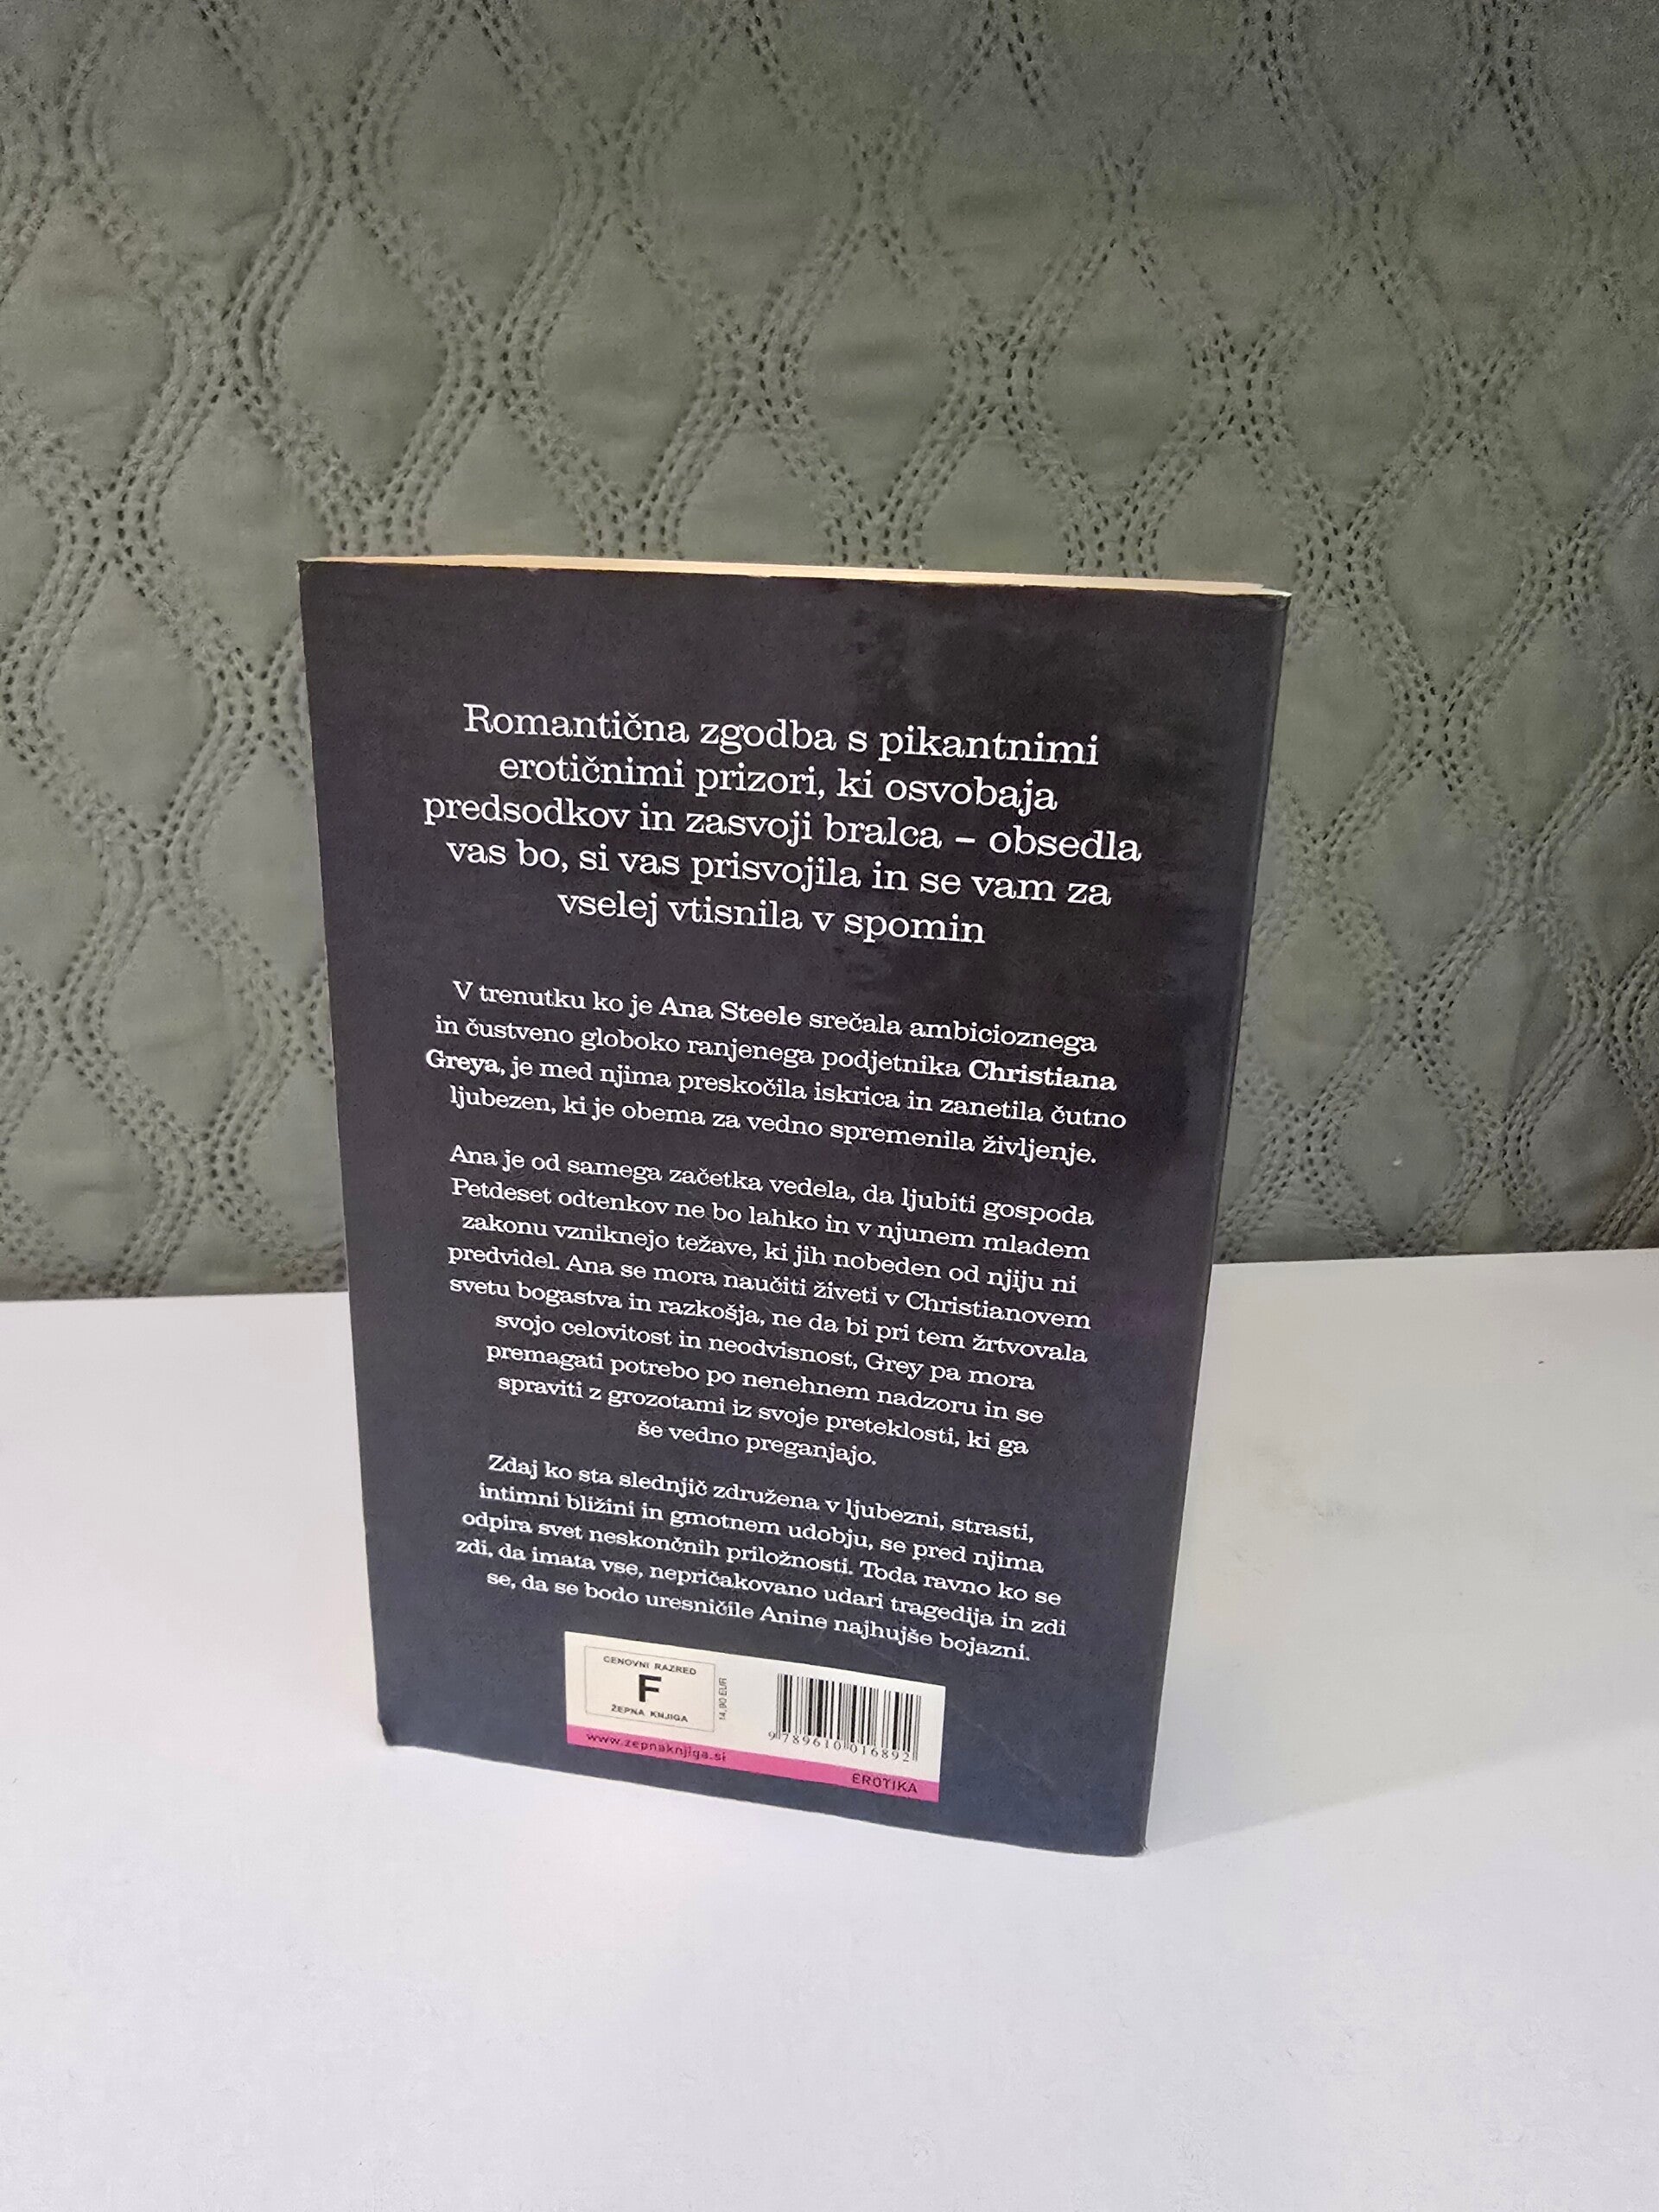 Romantična zgodba s pikantnimi
erotičnimi prizori, ki osvobaja
predsodkov in zasvoji bralca – obsedla
vas bo, si vas prisvojila in se vam za
vselej vtisnila v spomin
V trenutku ko je Ana Steele srečala ambicioznega
in čustveno globoko ranjenega podjetnika Christiana
Greya, je med njima preskočila iskrica in zanetila čutno
ljubezen, ki je obema za vedno spremenila življenje.
Ana je od samega začetka vedela, da ljubiti gospoda
Petdeset odtenkov ne bo lahko in v njunem mladem
zakonu vzniknejo težave, ki jih nobeden od njiju ni
predvidel. Ana se mora naučiti živeti v Christianovem
svetu bogastva in razkošja, ne da bi pri tem žrtvovala
svojo celovitost in neodvisnost, Grey pa mora
premagati potrebo po nenehnem nadzoru in se
spraviti z grozotami iz svoje preteklosti, ki ga
še vedno preganjajo.
Zdaj ko sta slednjič združena v ljubezni, strasti,
intimni bližini in gmotnem udobju, se pred njima
odpira svet neskončnih priložnosti. Toda ravno ko se
zdi, da imata vse, nepričakovano udari tragedija in zdi
se, da se bodo uresničile Anine najhujše bojazni.
CENOVNI RAZRED
F
ŽEPNA KNJIGA
14,90 EUR
9 789610 016892
www.zepnaknjiga.si
EROTIKA